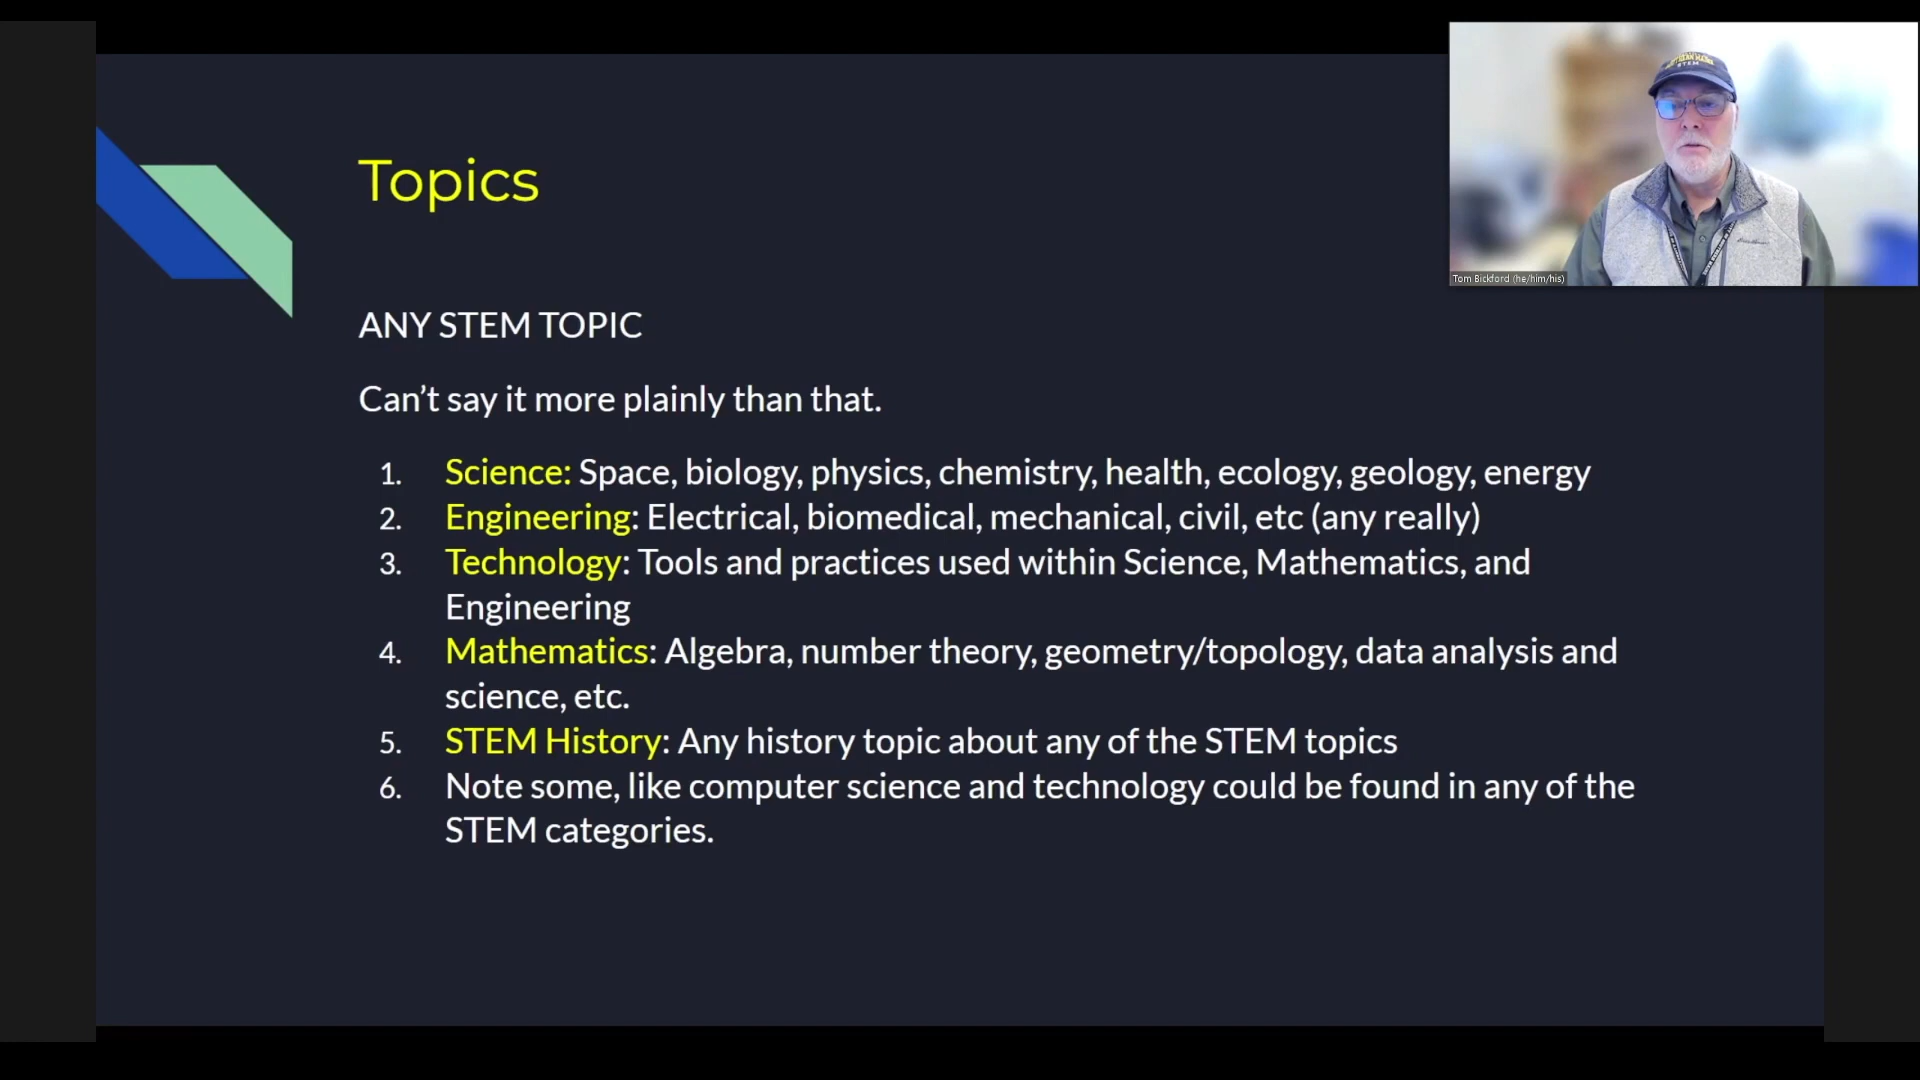 Topics
ANY STEM TOPIC
Can't say it more plainly than that.
1. Science: Space, biology, physics, chemistry, health, ecology, geology, energy
2. Engineering: Electrical, biomedical, mechanical, civil, etc (any really)
3. Technology: Tools and practices used within Science, Mathematics, and
Engineering
4. Mathematics: Algebra, number theory, geometry/topology, data analysis and
science, etc.
5. STEM History: Any history topic about any of the STEM topics
6. Note some, like computer science and technology could be found in any of the
STEM categories.
STEM
Tom Bickford (he/him/his)